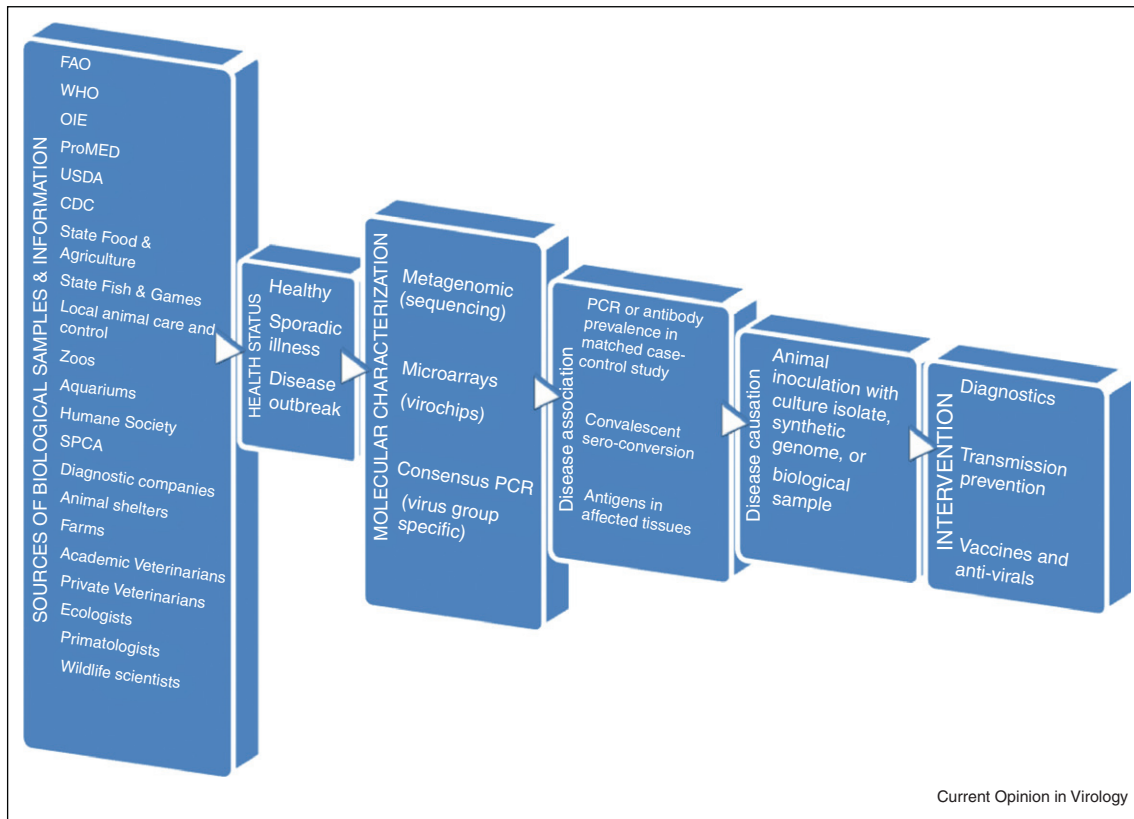 SOURCES OF BIOLOGICAL SAMPLES & INFORMATION
FAO
WHO
OIE
ProMED
USDA
CDC
State Food &
Agriculture
State Fish & Games
Local animal care and
control
Zoos
Aquariums
Humane Society
SPCA
Diagnostic companies
Animal shelters
Farms
Academic Veterinarians
Private Veterinarians
Ecologists
Primatologists
Wildlife scientists
HEALTH STATUS
Healthy
Sporadic
illness
Disease
outbreak
MOLECULAR CHARACTERIZATION
Metagenomic
(sequencing)
Microarrays
(virochips)
Consensus PCR
(virus group
specific)
Disease association
PCR or antibody
prevalence in
matched case-
control study
Convalescent
sero-conversion
Antigens in
affected tissues
Disease causation
Animal
inoculation with
culture isolate,
synthetic
genome, or
biological
sample
INTERVENTION
Diagnostics
Transmission
prevention
Vaccines and
anti-virals
Current Opinion in Virology